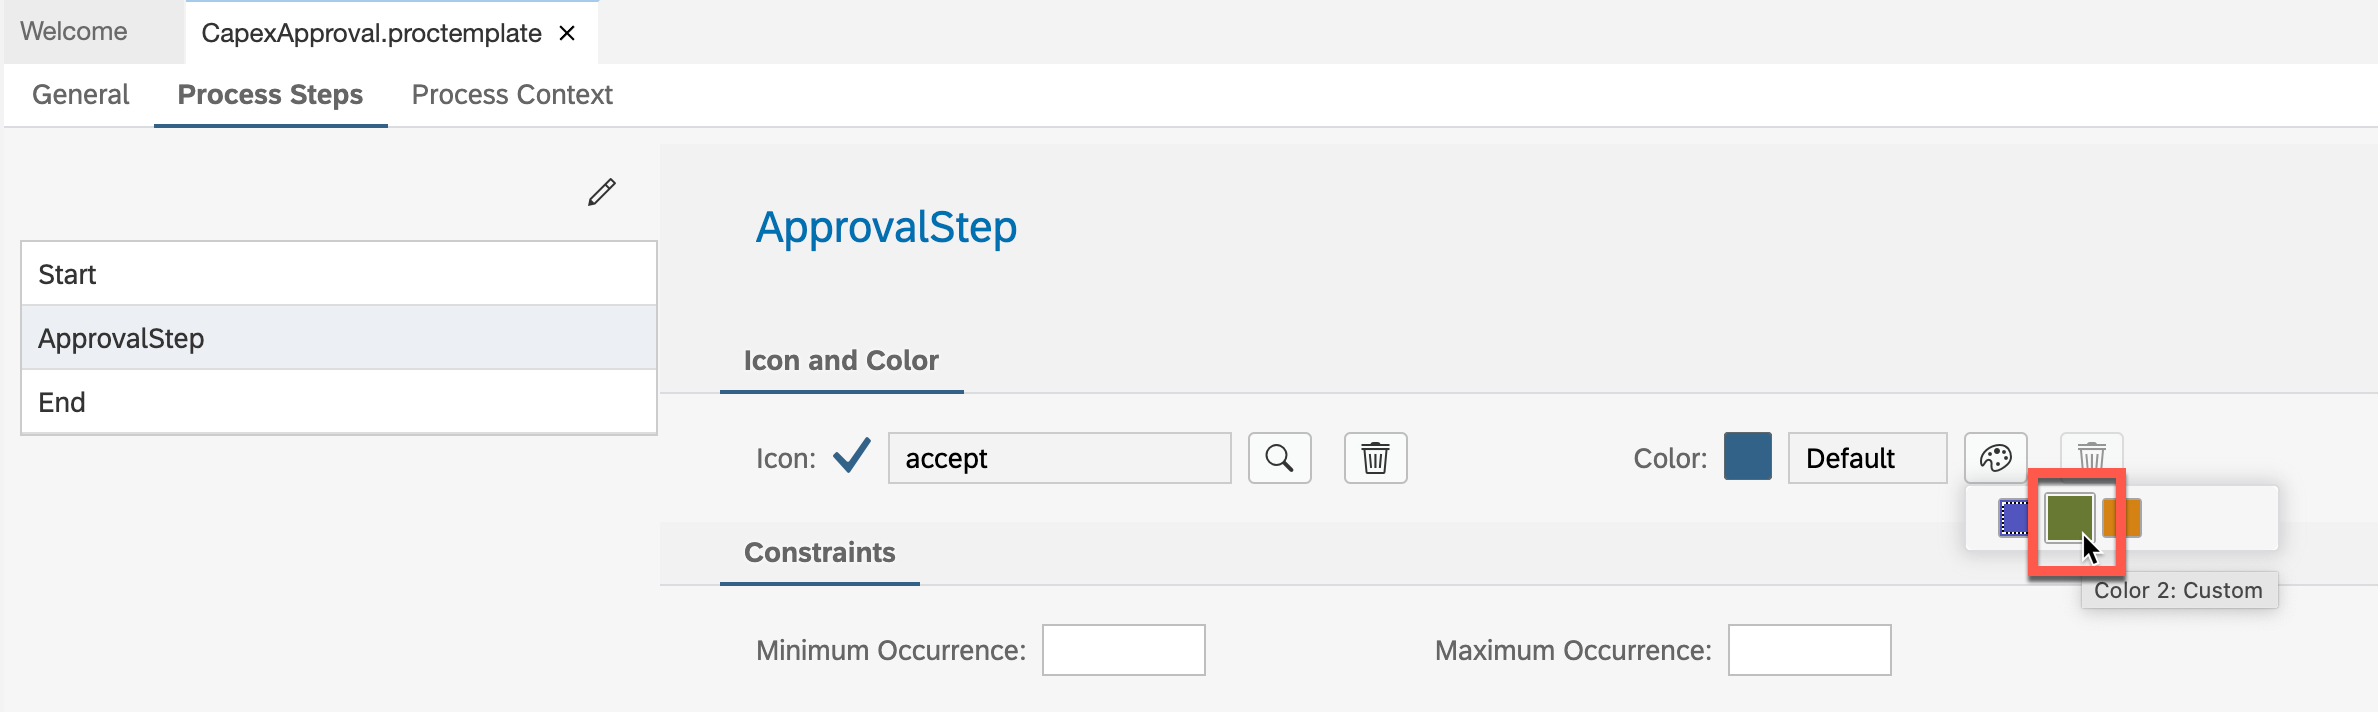 Welcome
CapexApproval.proctemplate
General
Process Steps
Process Context
Start
ApprovalStep
End
ApprovalStep
Icon and Color
Icon:
accept
Color:
Default
Color 2: Custom
Constraints
Minimum Occurrence:
Maximum Occurrence: